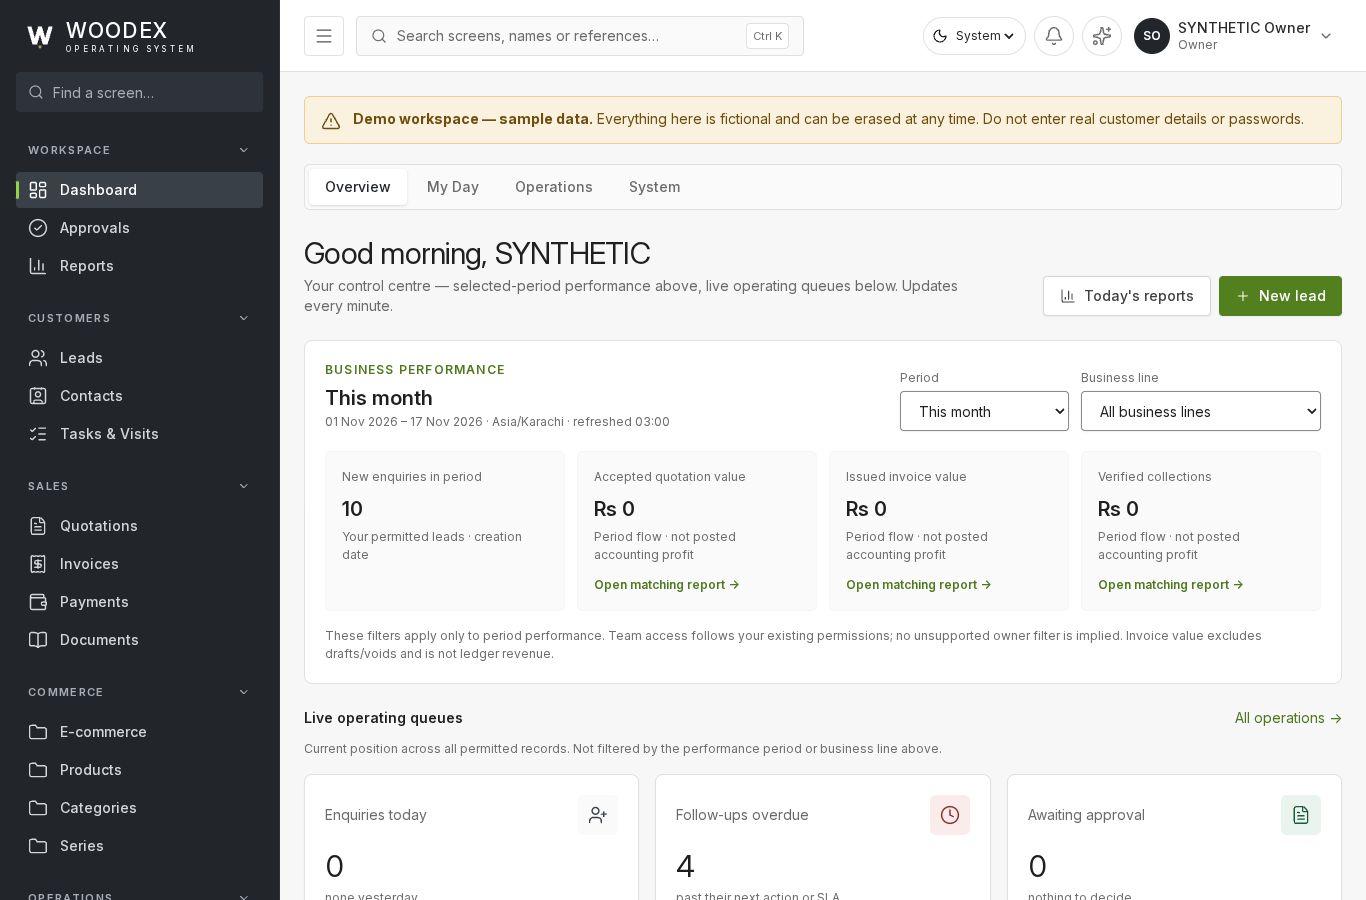 WOODEX
OPERATING SYSTEM
Find a screen…
WORKSPACE
Dashboard
Approvals
Reports
CUSTOMERS
Leads
Contacts
Tasks & Visits
SALES
Quotations
Invoices
Payments
Documents
COMMERCE
E-commerce
Products
Categories
Series
OPERATIONS
Search screens, names or references…
Ctrl K
System
SO
SYNTHETIC Owner
Owner
Demo workspace — sample data. Everything here is fictional and can be erased at any time. Do not enter real customer details or passwords.
Overview
My Day
Operations
System
Good morning, SYNTHETIC
Your control centre — selected-period performance above, live operating queues below. Updates
every minute.
Today's reports
New lead
BUSINESS PERFORMANCE
This month
01 Nov 2026 – 17 Nov 2026 · Asia/Karachi · refreshed 03:00
Period
This month
Business line
All business lines
New enquiries in period
10
Your permitted leads · creation
date
Accepted quotation value
Rs 0
Period flow · not posted
accounting profit
Open matching report →
Issued invoice value
Rs 0
Period flow · not posted
accounting profit
Open matching report →
Verified collections
Rs 0
Period flow · not posted
accounting profit
Open matching report →
These filters apply only to period performance. Team access follows your existing permissions; no unsupported owner filter is implied. Invoice value excludes
drafts/voids and is not ledger revenue.
Live operating queues
All operations →
Current position across all permitted records. Not filtered by the performance period or business line above.
Enquiries today
0
none yesterday
Follow-ups overdue
4
past their next action or SLA
Awaiting approval
0
nothing to decide